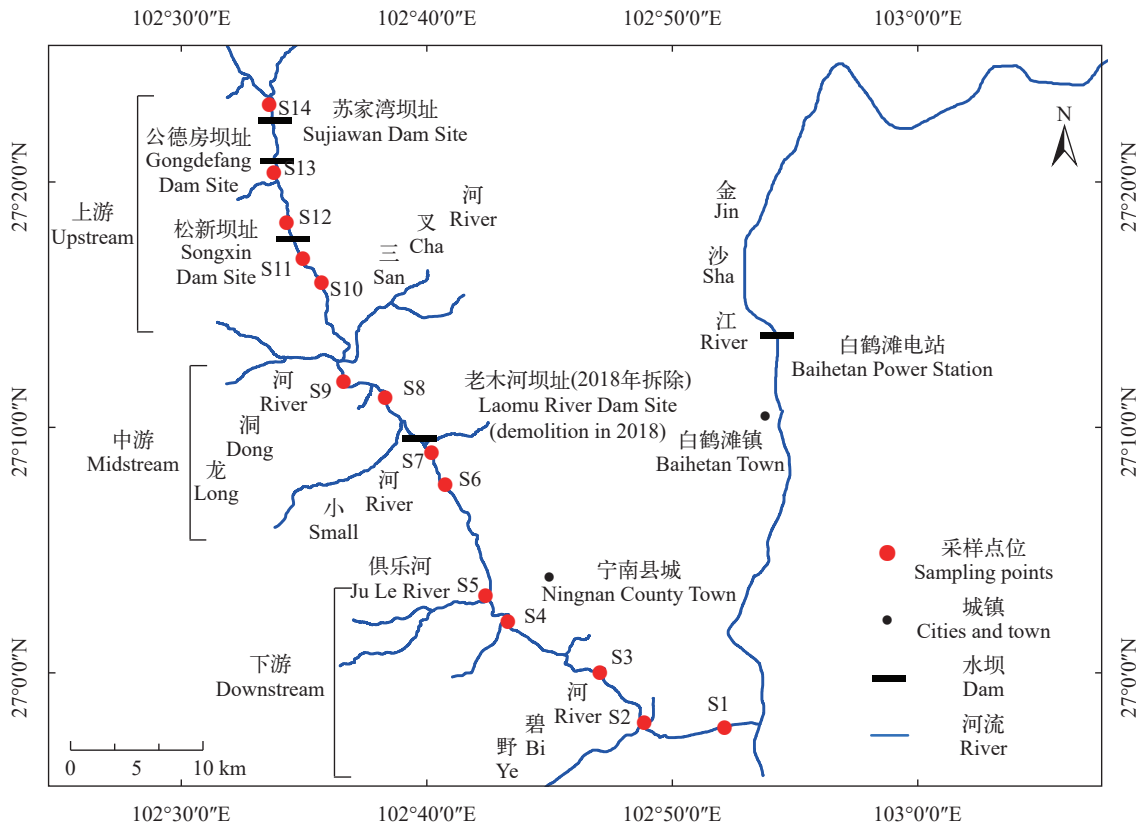 102°30′0″E
102°40′0″E
102°50′0″E
103°0′0″E
27°20′0″N
27°10′0″N
27°0′0″N
27°20′0″N
27°10′0″N
27°0′0″N
N
S14
苏家湾坝址
Sujiawan Dam Site
公德房坝址
Gongdefang
Dam Site
S13
上游
Upstream
S12
松新坝址
Songxin
Dam Site
S11
S10
三
San
叉
Cha
河
River
金
Jin
沙
Sha
江
River
白鹤滩电站
Baihetan Power Station
白鹤滩镇
Baihetan Town
河
River
洞
Dong
龙
Long
S9
S8
老木河坝址(2018年拆除)
Laomu River Dam Site
(demolition in 2018)
中游
Midstream
S7
S6
河
River
小
Small
俱乐河
Ju Le River
S5
S4
宁南县城
Ningnan County Town
下游
Downstream
S3
河
River
S2
S1
碧
Bi
野
Ye
采样点位
Sampling points
城镇
Cities and town
水坝
Dam
河流
River
0 5 10 km
102°30′0″E
102°40′0″E
102°50′0″E
103°0′0″E